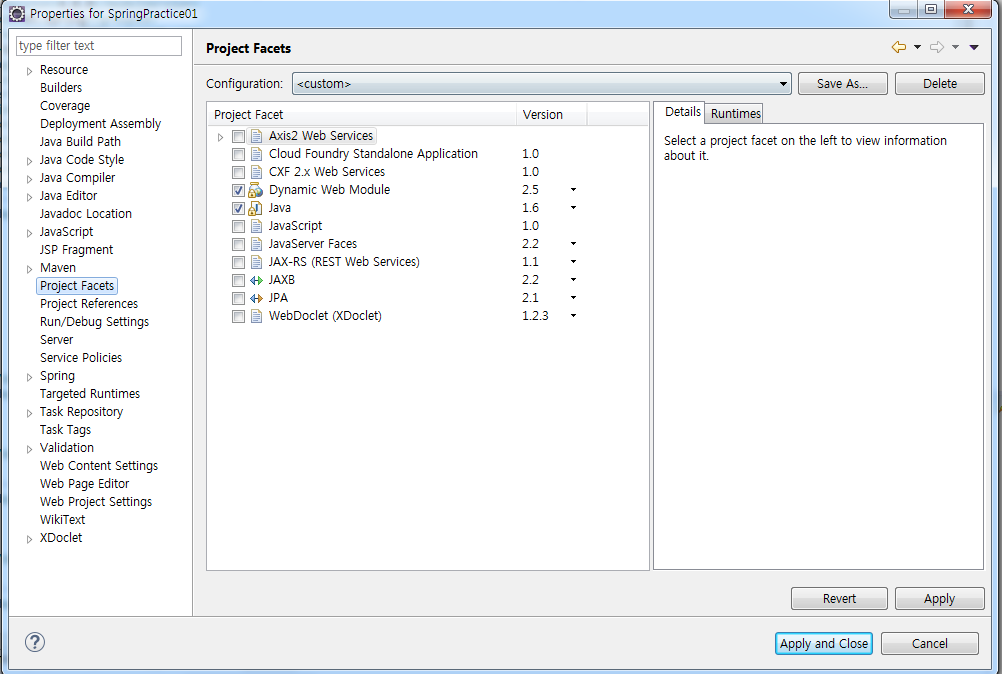 Properties for SpringPractice01
type filter text
Resource
Builders
Coverage
Deployment Assembly
Java Build Path
Java Code Style
Java Compiler
Java Editor
Javadoc Location
JavaScript
JSP Fragment
Maven
Project Facets
Project References
Run/Debug Settings
Server
Service Policies
Spring
Targeted Runtimes
Task Repository
Task Tags
Validation
Web Content Settings
Web Page Editor
Web Project Settings
WikiText
XDoclet
Project Facets
Configuration: <custom> Save As... Delete
Project Facet Version
Axis2 Web Services
Cloud Foundry Standalone Application 1.0
CXF 2.x Web Services 1.0
Dynamic Web Module 2.5
Java 1.6
JavaScript 1.0
JavaServer Faces 2.2
JAX-RS (REST Web Services) 1.1
JAXB 2.2
JPA 2.1
WebDoclet (XDoclet) 1.2.3
Details Runtimes
Select a project facet on the left to view information
about it.
Revert Apply
Apply and Close Cancel